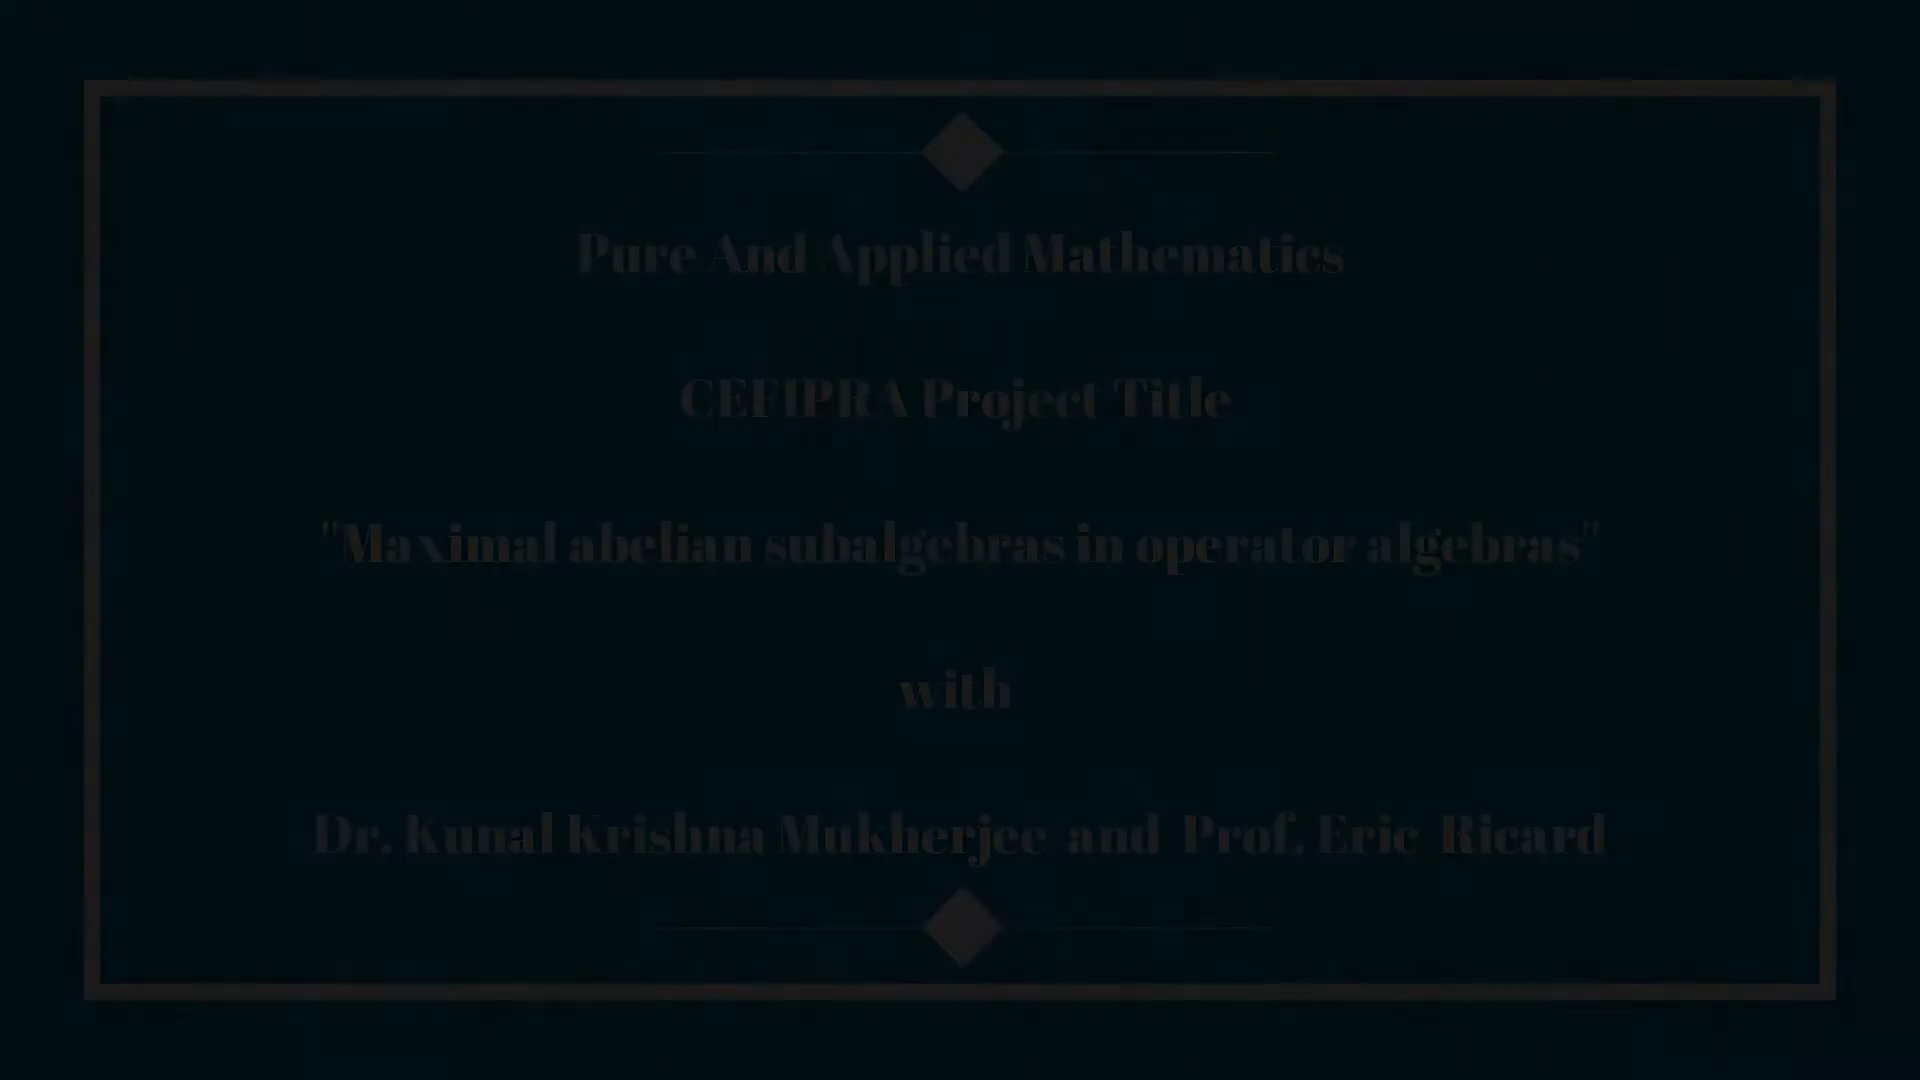 Pure And Applied Mathematics
CEFIPRA Project Title
"Maximal abelian subalgebras in operator algebras"
with
Dr. Kunal Krishna Mukherjee and Prof. Eric Ricard